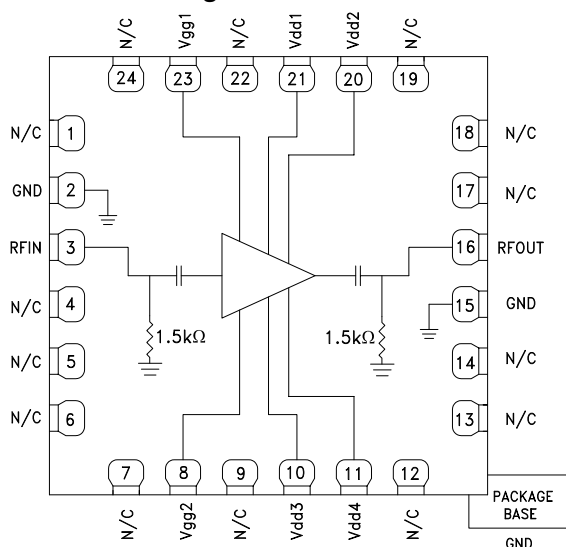 N/C
Vgg1
N/C
Vdd1
Vdd2
N/C
24
23
22
21
20
19
N/C 1
18 N/C
GND 2
17 N/C
RFIN 3
16 RFOUT
N/C 4
15 GND
1.5kΩ
1.5kΩ
N/C 5
14 N/C
N/C 6
13 N/C
7
8
9
10
11
12
N/C
Vgg2
N/C
Vdd3
Vdd4
N/C
PACKAGE
BASE
GND